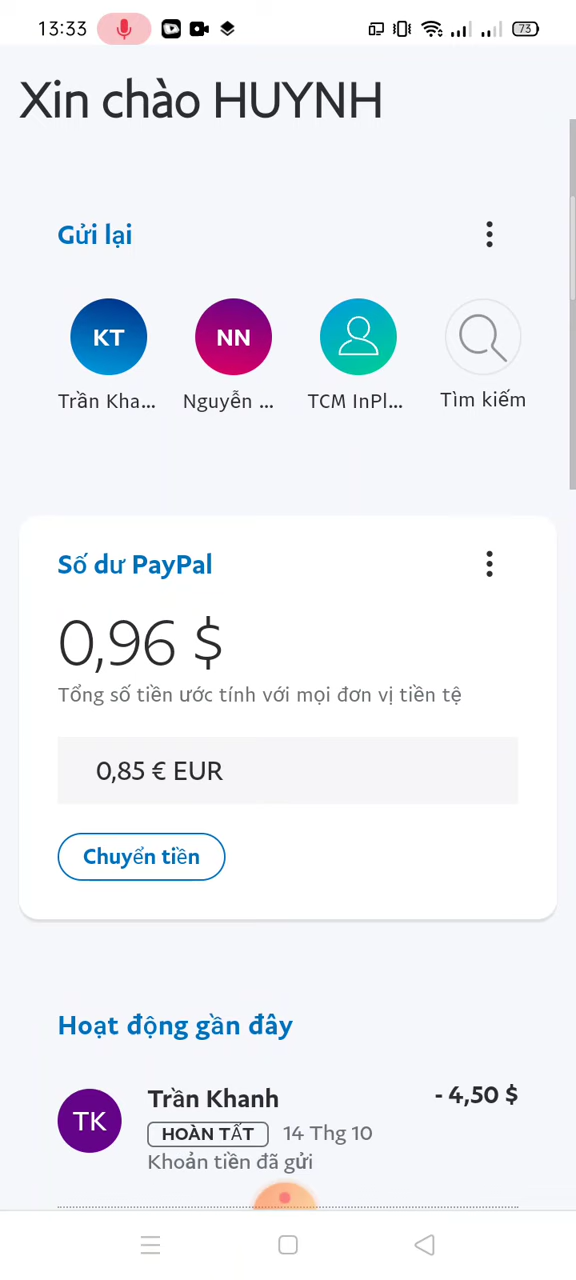 13:33
73
Xin chào HUYNH
Gửi lại
KT
NN
Trần Kha...
Nguyễn ...
TCM InPl...
Tìm kiếm
Số dư PayPal
0,96 $
Tổng số tiền ước tính với mọi đơn vị tiền tệ
0,85 € EUR
Chuyển tiền
Hoạt động gần đây
TK
Trần Khanh
- 4,50 $
HOÀN TẤT 14 Thg 10
Khoản tiền đã gửi